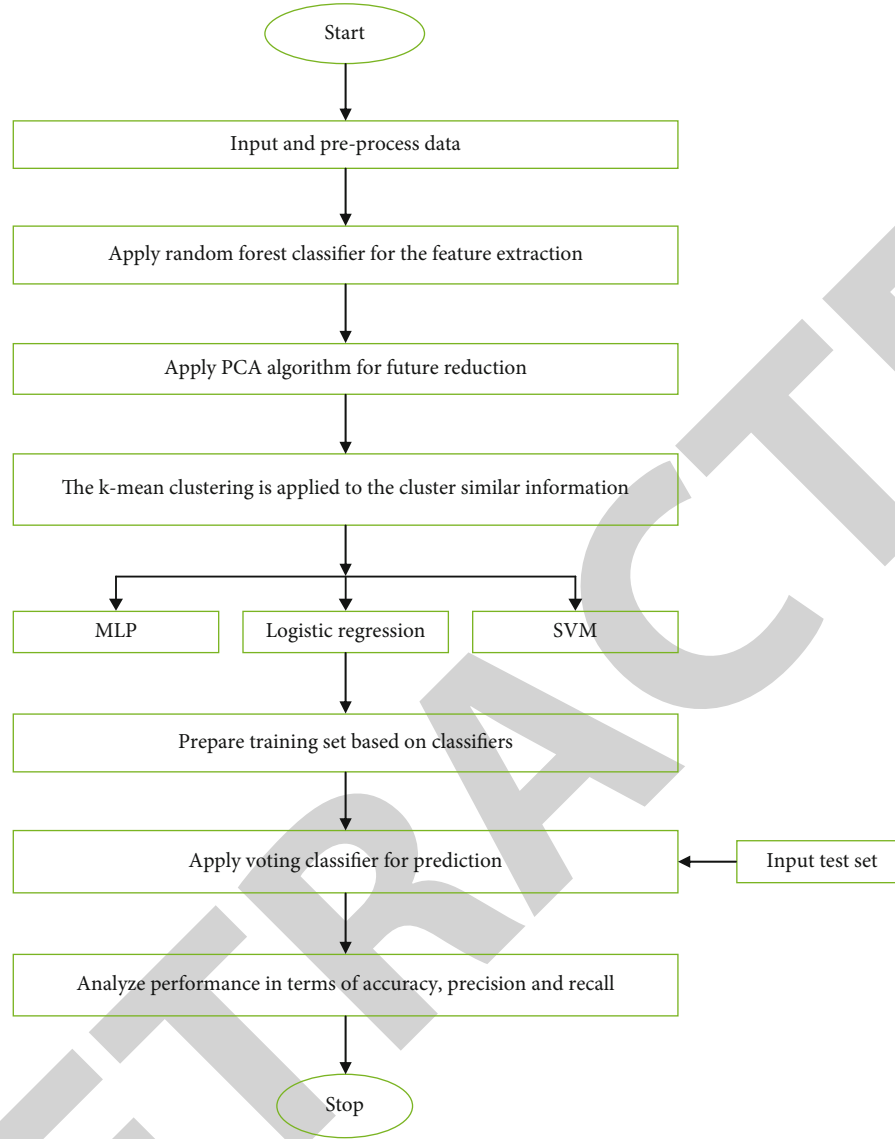 Start
Input and pre-process data
Apply random forest classifier for the feature extraction
Apply PCA algorithm for future reduction
The k-mean clustering is applied to the cluster similar information
MLP
Logistic regression
SVM
Prepare training set based on classifiers
Apply voting classifier for prediction
Input test set
Analyze performance in terms of accuracy, precision and recall
Stop
ETRACTE